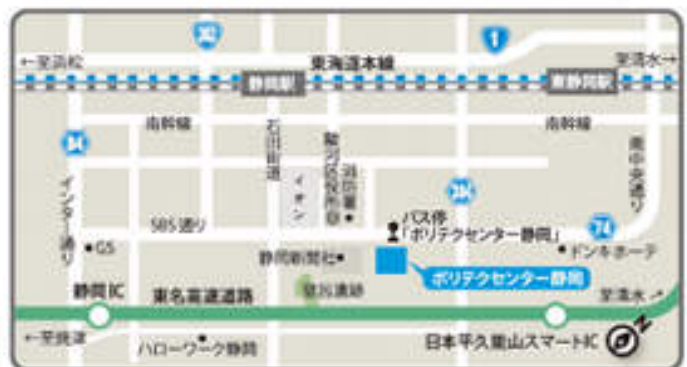 362
1
←至浜松
東海道本線
至清水→
静岡駅
東静岡駅
南幹線
南幹線
84
石田街道
イオン
駿河区役所
消防署
南中央通り
インター通り
384
SBS通り
バス停
「ポリテクセンター静岡」
74
GS
静岡新聞社
ドンキホーテ
ポリテクセンター静岡
静岡IC
東名高速道路
登呂遺跡
至清水→
←至焼津
ハローワーク静岡
日本平久能山スマートIC
N